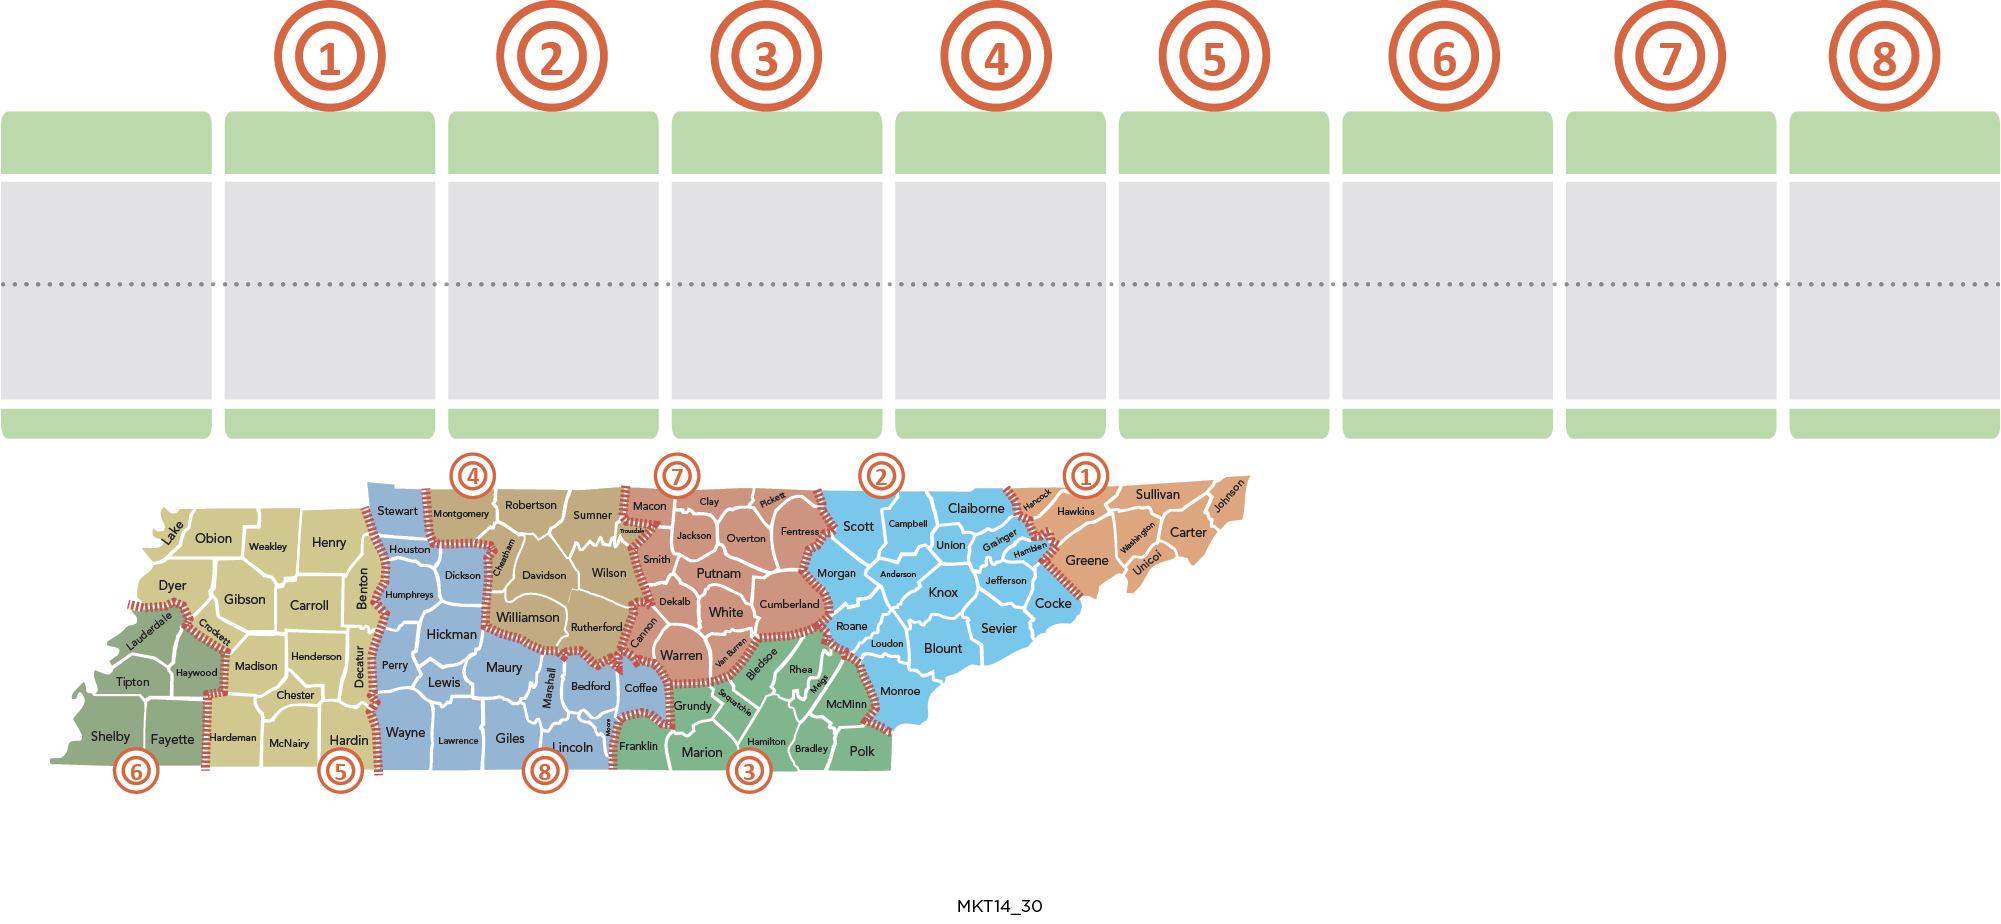 1 2 3 4 5 6 7 8
4 7 2 1
Stewart Montgomery Robertson Sumner Macon Clay Pickett Scott Campbell Claiborne Hancock Hawkins Sullivan Johnson
Lake Obion Weakley Henry Houston Trousdale Jackson Overton Fentress Union Grainger Hamblen Washington Carter
Dyer Gibson Carroll Benton Humphreys Dickson Cheatham Davidson Wilson Smith Putnam Morgan Anderson Knox Jefferson Greene Unicoi
Lauderdale Crockett Henderson Hickman Williamson Rutherford Dekalb Cannon White Cumberland Roane Loudon Blount Sevier Cocke
Tipton Haywood Madison Chester Decatur Perry Lewis Maury Marshall Bedford Coffee Warren Van Buren Bledsoe Rhea Meigs Monroe
Shelby Fayette Hardeman McNairy Hardin Wayne Lawrence Giles Lincoln Moore Franklin Grundy Sequatchie Marion Hamilton Bradley McMinn Polk
6 5 8 3
MKT14_30